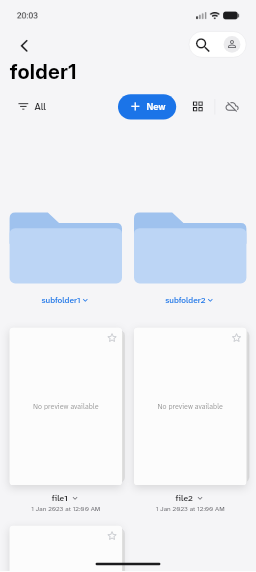 20:03
folder1
All
New
subfolder1 subfolder2
No preview available No preview available
file1 file2
1 Jan 2023 at 12:00 AM 1 Jan 2023 at 12:00 AM